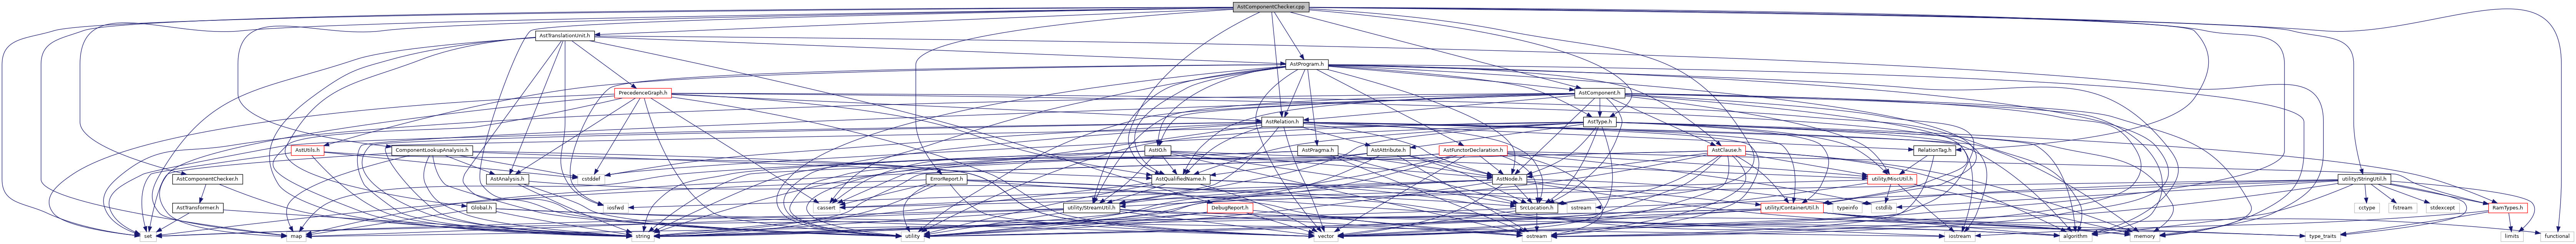 AstComponentChecker.cpp
AstTranslationUnit.h
AstProgram.h
PrecedenceGraph.h
AstComponent.h
AstRelation.h
AstType.h
AstUtils.h
ComponentLookupAnalysis.h
AstIO.h
AstPragma.h
AstAttribute.h
AstFunctorDeclaration.h
AstClause.h
RelationTag.h
AstComponentChecker.h
AstAnalysis.h
cstddef
ErrorReport.h
AstQualifiedName.h
AstNode.h
utility/MiscUtil.h
utility/StringUtil.h
AstTransformer.h
Global.h
iosfwd
cassert
utility/StreamUtil.h
DebugReport.h
SrcLocation.h
sstream
utility/ContainerUtil.h
typeinfo
cstdlib
cctype
fstream
stdexcept
RamTypes.h
set
map
string
utility
vector
ostream
iostream
algorithm
memory
type_traits
limits
functional